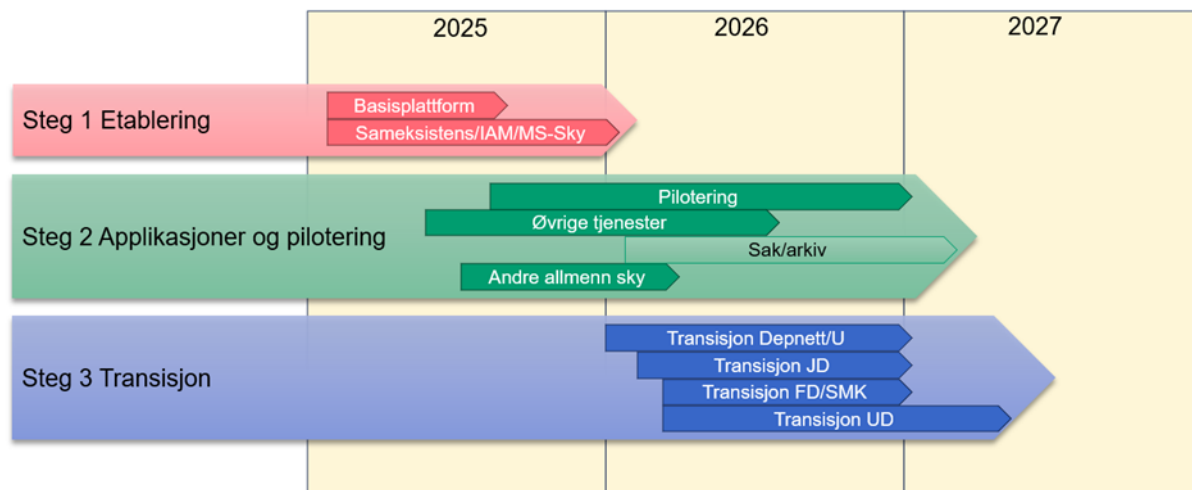 2025
2026
2027
Steg 1 Etablering
Basisplattform
Sameksistens/IAM/MS-Sky
Steg 2 Applikasjoner og pilotering
Pilotering
Øvrige tjenester
Sak/arkiv
Andre allmenn sky
Steg 3 Transisjon
Transisjon Depnett/U
Transisjon JD
Transisjon FD/SMK
Transisjon UD